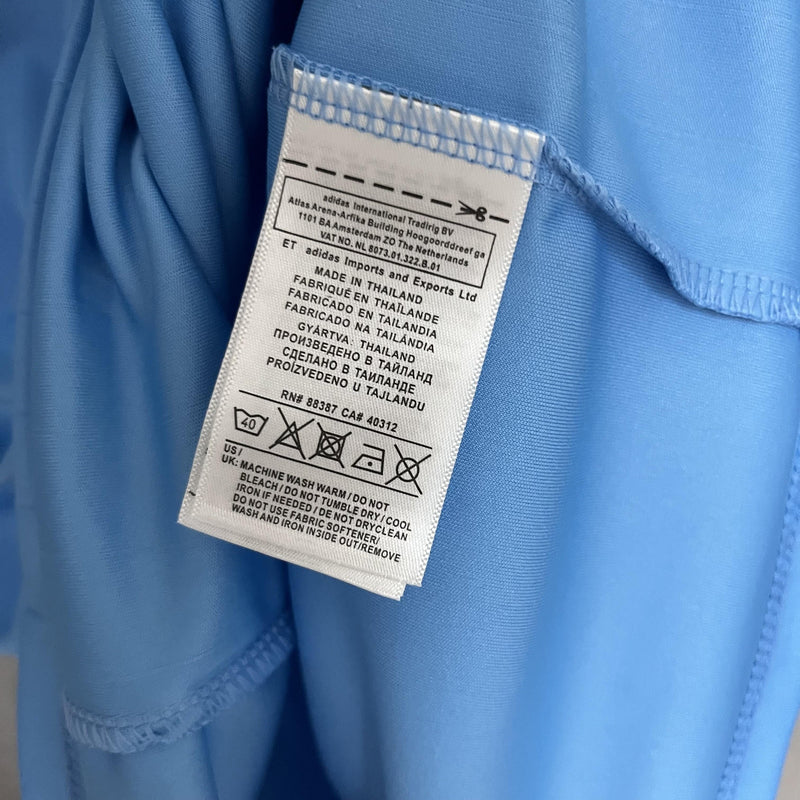 adidas International Tradirig BV
Atlas Arena-Arfika Building Hoogoorddreef ga
1101 BA Amsterdam ZO The Netherlands
VAT NO. NL 8073.01.322.B.01
ET adidas Imports and Exports Ltd
MADE IN THAILAND
FABRIQUÉ EN THAÏLANDE
FABRICADO EN TAILANDIA
FABRICADO NA TAILÂNDIA
GYÁRTVA: THAILAND
ПРОИЗВЕДЕНО В ТАЙЛАНД
СДЕЛАНО В ТАИЛАНДЕ
PROÍZVEDENO U TAJLANDU
RN# 88387 CA# 40312
40
US /
UK: MACHINE WASH WARM / DO NOT
BLEACH / DO NOT TUMBLE DRY / COOL
IRON IF NEEDED / DE NOT DRYCLEAN
DO NOT USE FABRIC SOFTENER/
WASH AND IRON IN3IDE OUT/REMOVE